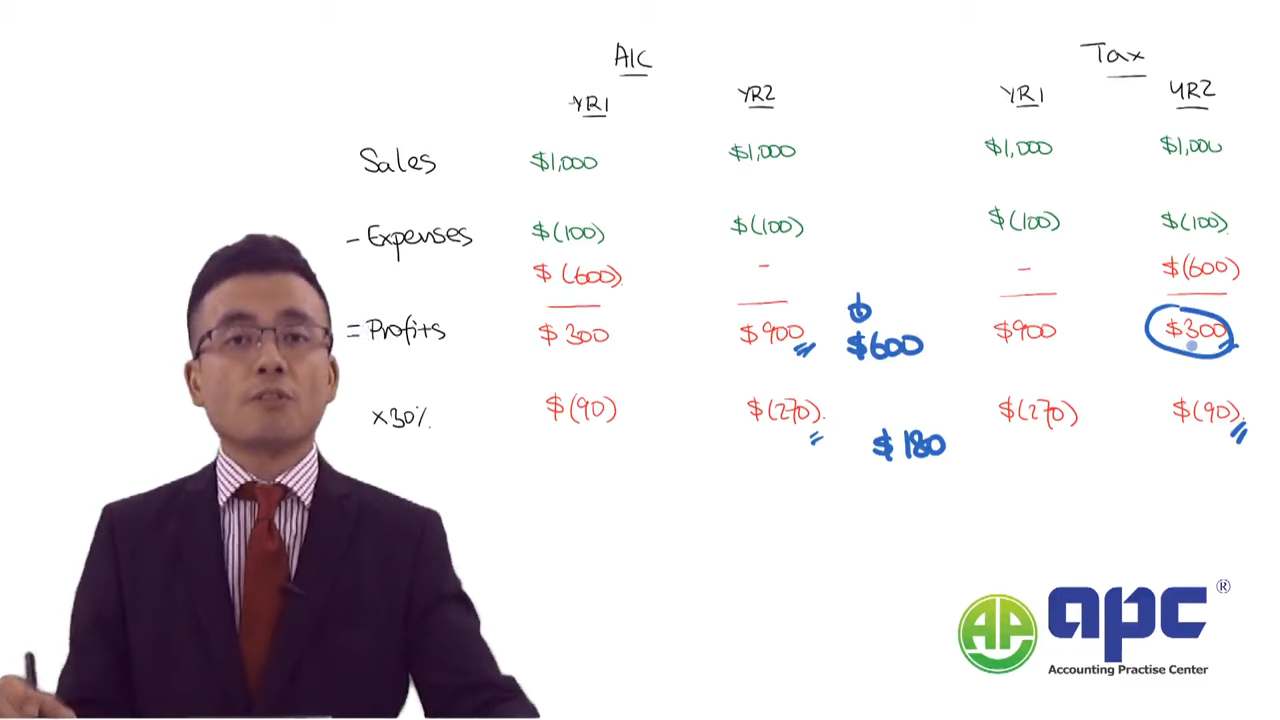 A/C Tax
YR1 YR2 YR1 YR2
Sales $1,000 $1,000 $1,000 $1,000
- Expenses $(100) $(100) $(100) $(100)
$(600) - - $(600)
= Profits $300 $900 $600 $900 $300
x30% $(90) $(270) $(270) $(90)
$180
AP
apc®
Accounting Practise Center